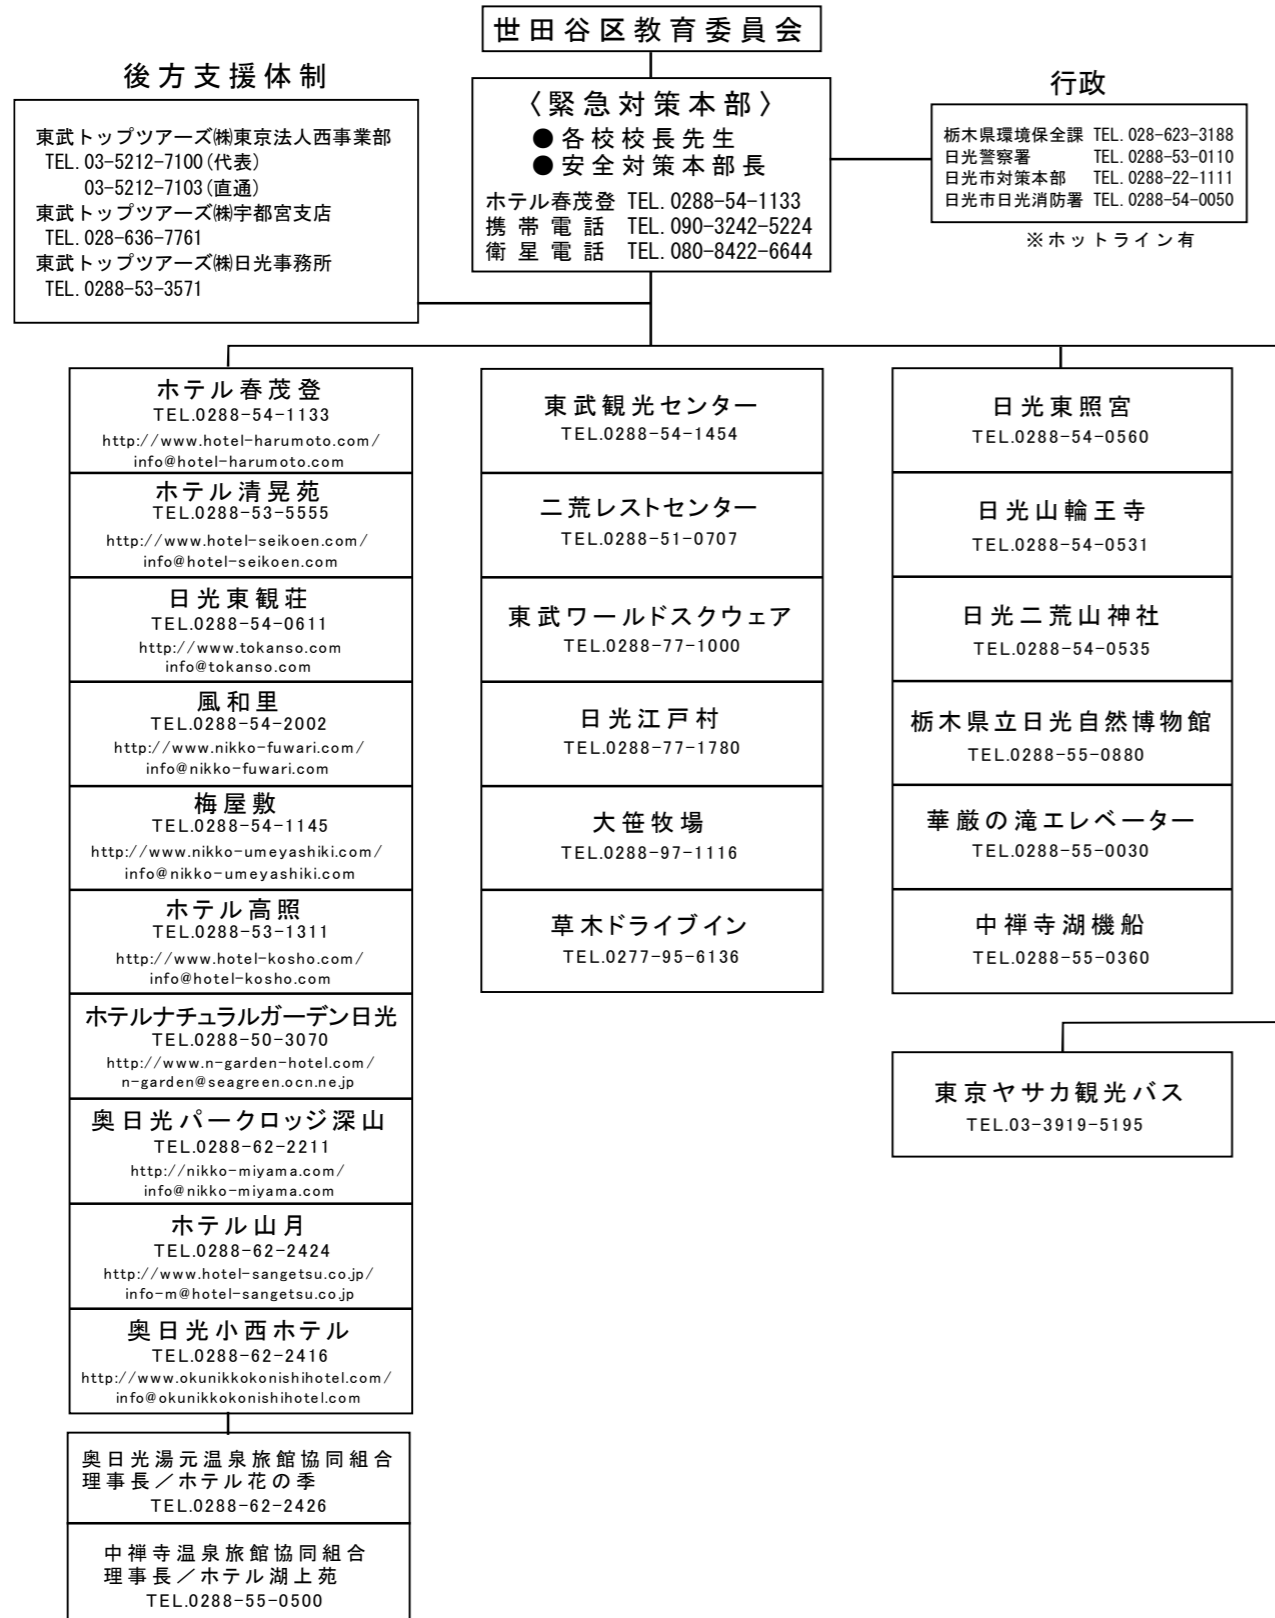 世田谷区教育委員会
後方支援体制
東武トップツアーズ㈱東京法人西事業部
TEL. 03-5212-7100(代表)
03-5212-7103(直通)
東武トップツアーズ㈱宇都宮支店
TEL. 028-636-7761
東武トップツアーズ㈱日光事務所
TEL. 0288-53-3571
〈緊急対策本部〉
●各校校長先生
●安全対策本部長
ホテル春茂登 TEL. 0288-54-1133
携帯電話 TEL. 090-3242-5224
衛星電話 TEL. 080-8422-6644
行政
栃木県環境保全課 TEL. 028-623-3188
日光警察署 TEL. 0288-53-0110
日光市対策本部 TEL. 0288-22-1111
日光市日光消防署 TEL. 0288-54-0050
※ホットライン有
ホテル春茂登
TEL.0288-54-1133
http://www.hotel-harumoto.com/
info@hotel-harumoto.com
ホテル清晃苑
TEL.0288-53-5555
http://www.hotel-seikoen.com/
info@hotel-seikoen.com
日光東観荘
TEL.0288-54-0611
http://www.tokanso.com
info@tokanso.com
風和里
TEL.0288-54-2002
http://www.nikko-fuwari.com/
info@nikko-fuwari.com
梅屋敷
TEL.0288-54-1145
http://www.nikko-umeyashiki.com/
info@nikko-umeyashiki.com
ホテル高照
TEL.0288-53-1311
http://www.hotel-kosho.com/
info@hotel-kosho.com
ホテルナチュラルガーデン日光
TEL.0288-50-3070
http://www.n-garden-hotel.com/
n-garden@seagreen.ocn.ne.jp
奥日光パークロッジ深山
TEL.0288-62-2211
http://nikko-miyama.com/
info@nikko-miyama.com
ホテル山月
TEL.0288-62-2424
http://www.hotel-sangetsu.co.jp/
info-m@hotel-sangetsu.co.jp
奥日光小西ホテル
TEL.0288-62-2416
http://www.okunikkokonishihotel.com/
info@okunikkokonishihotel.com
奥日光湯元温泉旅館協同組合
理事長／ホテル花の季
TEL.0288-62-2426
中禅寺温泉旅館協同組合
理事長／ホテル湖上苑
TEL.0288-55-0500
東武観光センター
TEL.0288-54-1454
二荒レストセンター
TEL.0288-51-0707
東武ワールドスクウェア
TEL.0288-77-1000
日光江戸村
TEL.0288-77-1780
大笹牧場
TEL.0288-97-1116
草木ドライブイン
TEL.0277-95-6136
日光東照宮
TEL.0288-54-0560
日光山輪王寺
TEL.0288-54-0531
日光二荒山神社
TEL.0288-54-0535
栃木県立日光自然博物館
TEL.0288-55-0880
華厳の滝エレベーター
TEL.0288-55-0030
中禅寺湖機船
TEL.0288-55-0360
東京ヤサカ観光バス
TEL.03-3919-5195